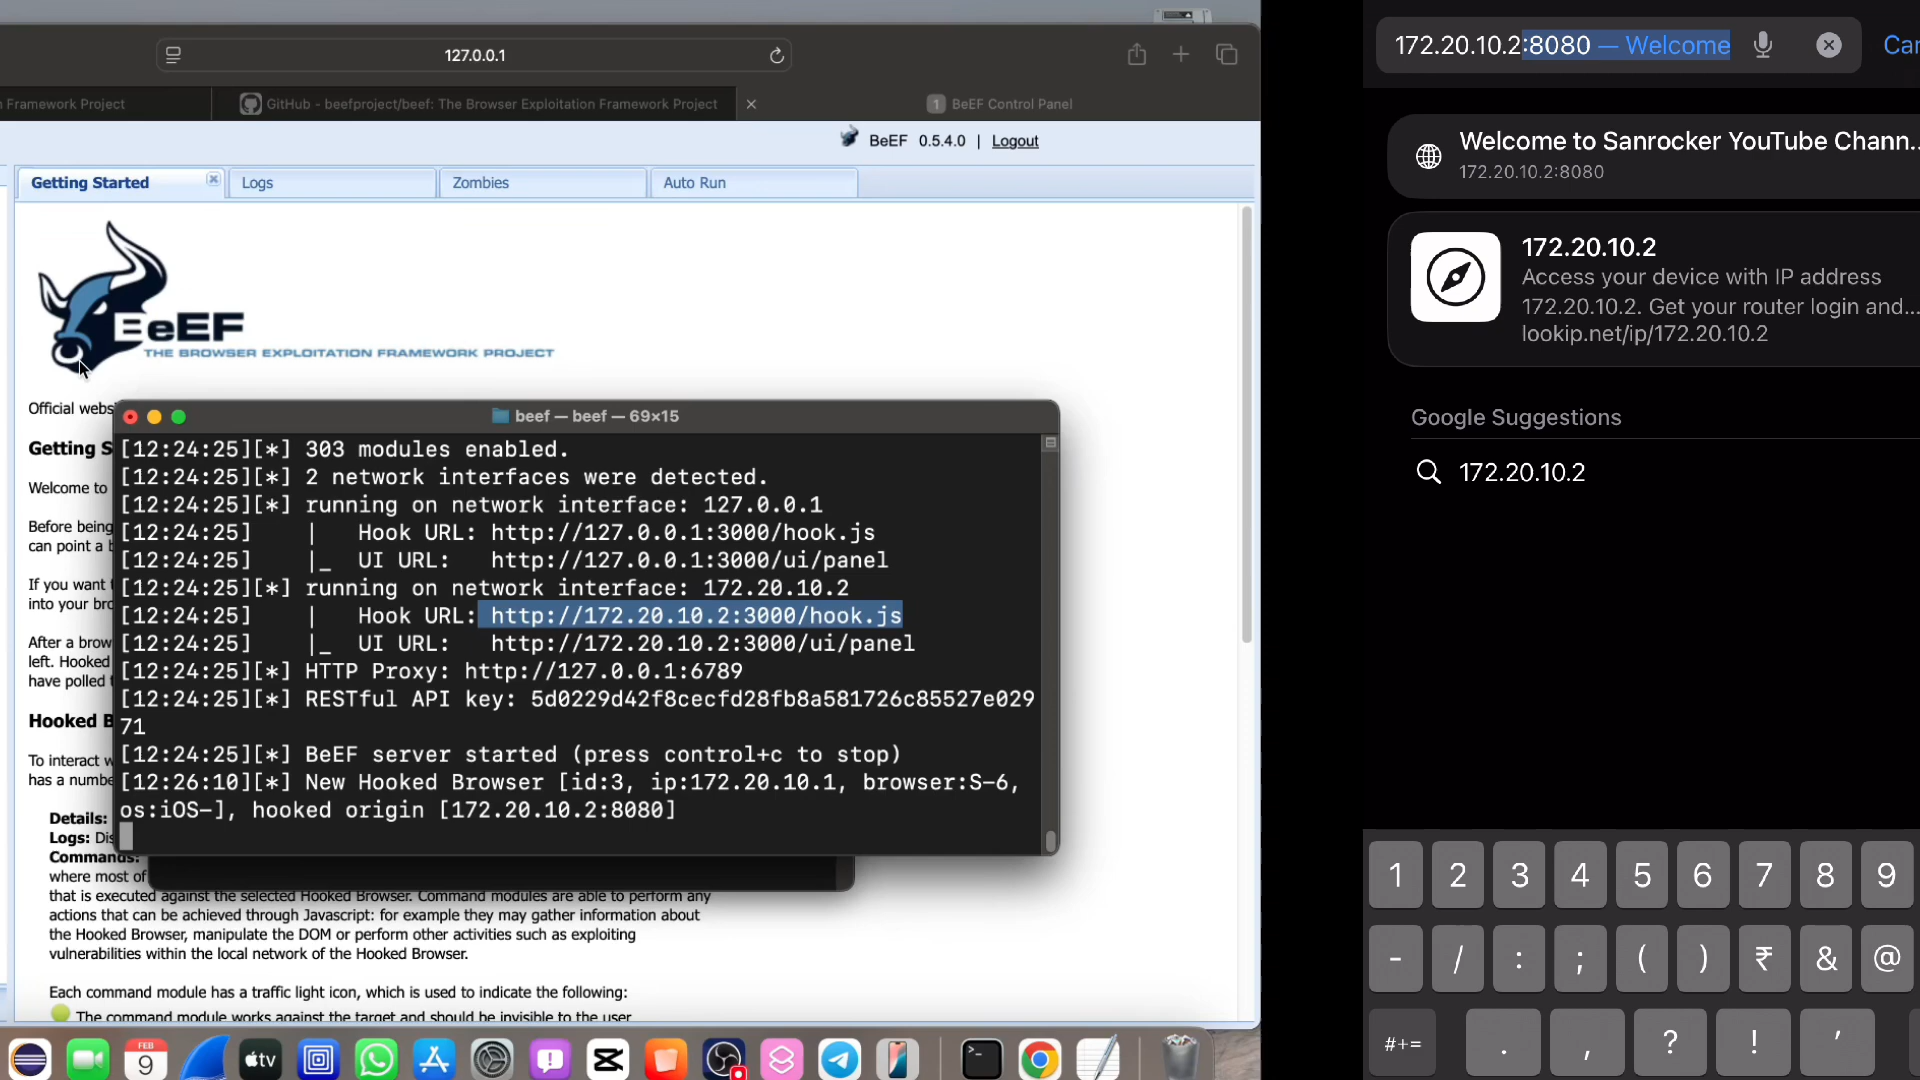 127.0.0.1
n Framework Project
GitHub - beefproject/beef: The Browser Exploitation Framework Project
1 BeEF Control Panel
BeEF 0.5.4.0 | Logout
Getting Started
Logs
Zombies
Auto Run
BeEF
THE BROWSER EXPLOITATION FRAMEWORK PROJECT
Official webs
Getting S
Welcome to
Before being
can point a b
If you want t
into your bro
After a brow
left. Hooked
have polled t
Hooked B
To interact w
has a numbe
Details:
Logs: Dis
Commands:
where most of
that is executed against the selected Hooked Browser. Command modules are able to perform any
actions that can be achieved through Javascript: for example they may gather information about
the Hooked Browser, manipulate the DOM or perform other activities such as exploiting
vulnerabilities within the local network of the Hooked Browser.
Each command module has a traffic light icon, which is used to indicate the following:
The command module works against the target and should be invisible to the user
beef — beef — 69×15
[12:24:25][*] 303 modules enabled.
[12:24:25][*] 2 network interfaces were detected.
[12:24:25][*] running on network interface: 127.0.0.1
[12:24:25]    |   Hook URL: http://127.0.0.1:3000/hook.js
[12:24:25]    |_  UI URL:   http://127.0.0.1:3000/ui/panel
[12:24:25][*] running on network interface: 172.20.10.2
[12:24:25]    |   Hook URL: http://172.20.10.2:3000/hook.js
[12:24:25]    |_  UI URL:   http://172.20.10.2:3000/ui/panel
[12:24:25][*] HTTP Proxy: http://127.0.0.1:6789
[12:24:25][*] RESTful API key: 5d0229d42f8cecfd28fb8a581726c85527e029
71
[12:24:25][*] BeEF server started (press control+c to stop)
[12:26:10][*] New Hooked Browser [id:3, ip:172.20.10.1, browser:S-6,
os:iOS-], hooked origin [172.20.10.2:8080]
FEB
9
tv
172.20.10.2:8080 — Welcome
Can
Welcome to Sanrocker YouTube Chann...
172.20.10.2:8080
172.20.10.2
Access your device with IP address
172.20.10.2. Get your router login and...
lookip.net/ip/172.20.10.2
Google Suggestions
172.20.10.2
1 2 3 4 5 6 7 8 9
- / : ; ( ) ₹ & @
#+= . , ? ! '